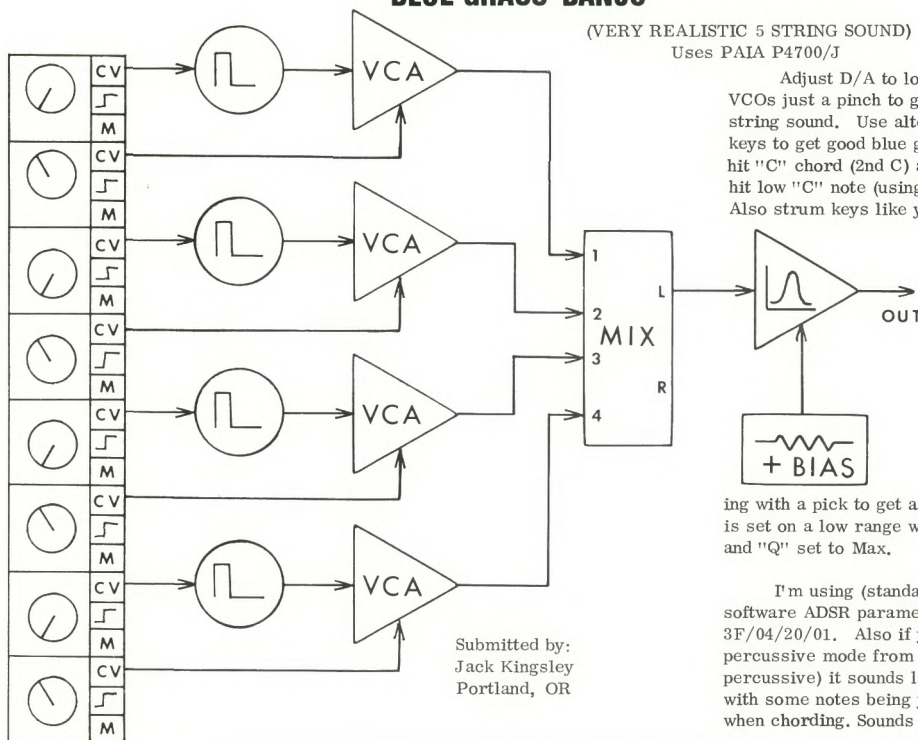 BLUE GRASS BANJO
(VERY REALISTIC 5 STRING SOUND)
Uses PAIA P4700/J
Adjust D/A to
VCOs just a pinch to
string sound. Use
keys to get good blue
hit "C" chord (2nd C)
hit low "C" note (using
Also strum keys like
CV
M
CV
M
CV
M
CV
M
CV
M
CV
M
CV
M
CV
M
VCA
VCA
VCA
VCA
1
2
3
4
MIX
L
R
OUT
+ BIAS
ing with a pick to get
is set on a low range
and "Q" set to Max.
I'm using
software ADSR
3F/04/20/01. Also if
percussive mode from
percussive) it sounds
with some notes being
when chording. Sounds
Submitted by:
Jack Kingsley
Portland, OR